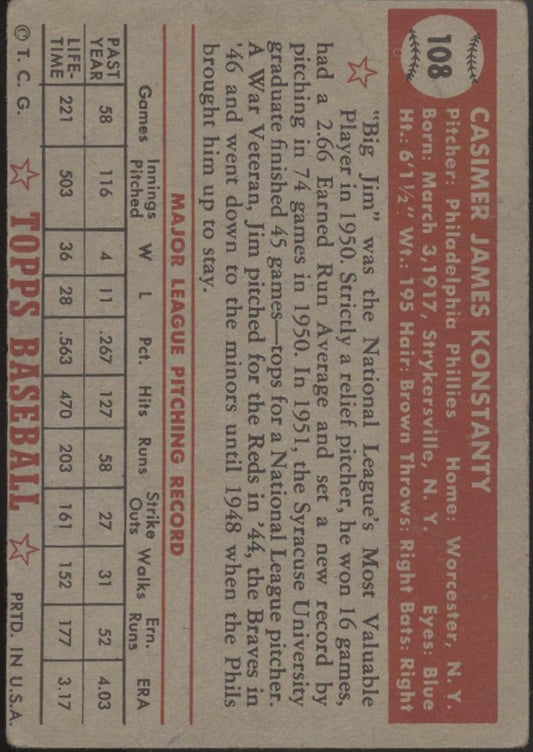 108
CASIMER JAMES KONSTANTY
Pitcher: Philadelphia Phillies Home: Worcester, N. Y.
Born: March 3,1917, Strykersville, N. Y. Eyes: Blue
Ht.: 6'1½" Wt.: 195 Hair: Brown Throws: Right Bats: Right
"Big Jim" was the National League's Most Valuable
Player in 1950. Strictly a relief pitcher, he won 16 games,
had a 2.66 Earned Run Average and set a new record by
pitching in 74 games in 1950. In 1951, the Syracuse University
graduate finished 45 games—tops for a National League pitcher.
A War Veteran, Jim pitched for the Reds in '44, the Braves in
'46 and went down to the minors until 1948 when the Phils
brought him up to stay.
MAJOR LEAGUE PITCHING RECORD
Games Innings Pitched W L Pct. Hits Runs Strike Outs Walks Ern. Runs ERA
PAST YEAR 58 116 4 11 .267 127 58 27 31 52 4.03
LIFE-TIME 221 503 36 28 .563 470 203 161 152 177 3.17
© T. C. G. TOPPS BASEBALL PRTD. IN U.S.A.